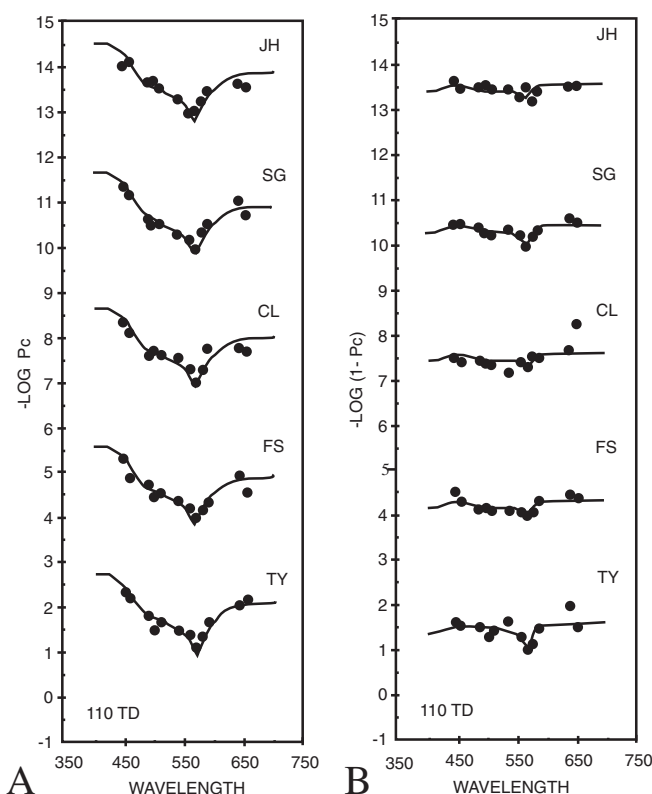 15
14
13
12
11
10
9
8
7
6
5
4
3
2
1
0
-1
JH
SG
CL
FS
TY
-LOG Pc
110 TD
350 450 550 650 750
WAVELENGTH
A
15
14
13
12
11
10
9
8
7
6
5
4
3
2
1
0
-1
JH
SG
CL
FS
TY
-LOG (1- Pc)
110 TD
350 450 550 650 750
WAVELENGTH
B